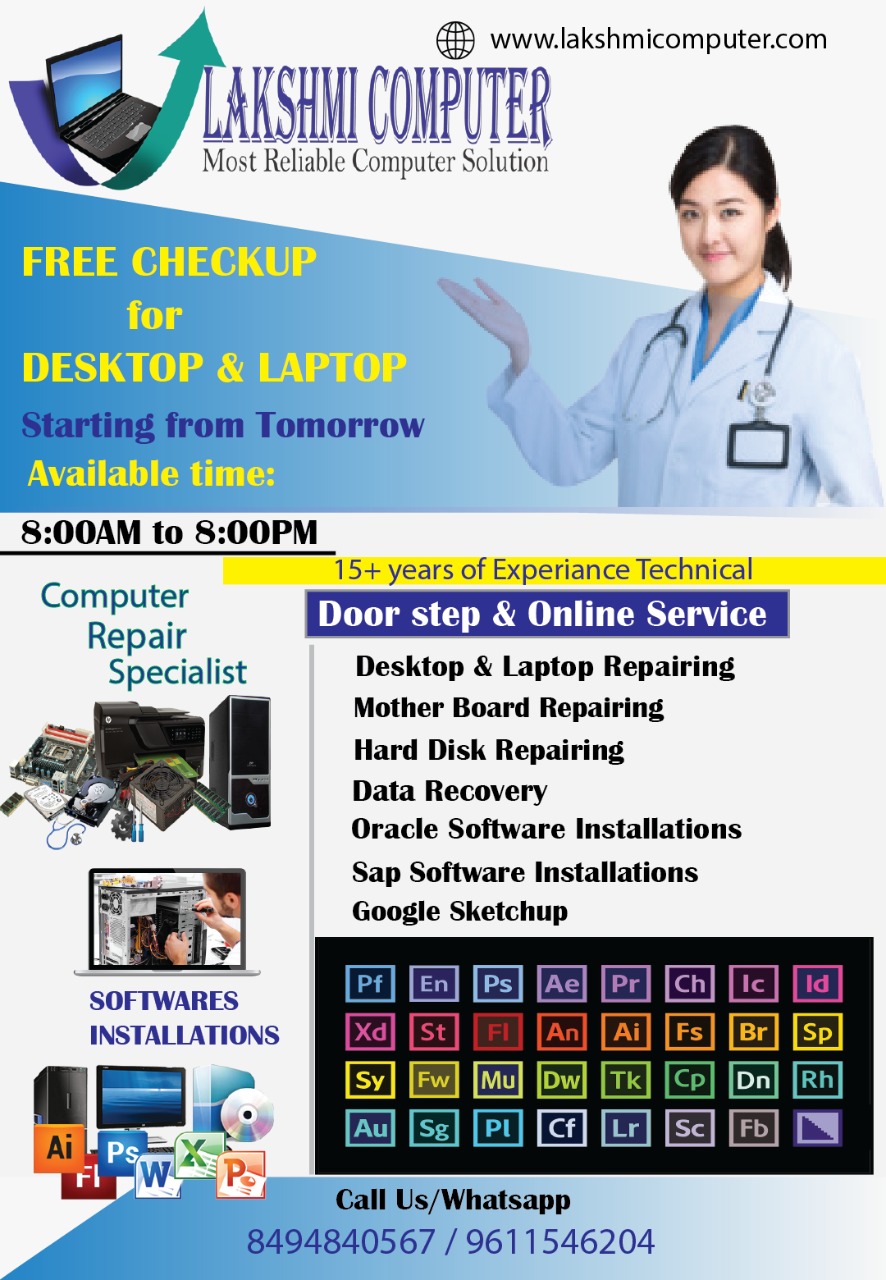 www.lakshmicomputer.com
LAKSHMI COMPUTER
Most Reliable Computer Solution
FREE CHECKUP
for
DESKTOP & LAPTOP
Starting from Tomorrow
Available time:
8:00AM to 8:00PM
15+ years of Experiance Technical
Computer
Repair
Specialist
Door step & Online Service
Desktop & Laptop Repairing
Mother Board Repairing
Hard Disk Repairing
Data Recovery
Oracle Software Installations
Sap Software Installations
Google Sketchup
SOFTWARES
INSTALLATIONS
Pf En Ps Ae Pr Ch Ic Id
Xd St Fl An Ai Fs Br Sp
Sy Fw Mu Dw Tk Cp Dn Rh
Au Sg Pl Cf Lr Sc Fb
Ai Ps X
Fl W P
Call Us/Whatsapp
8494840567 / 9611546204